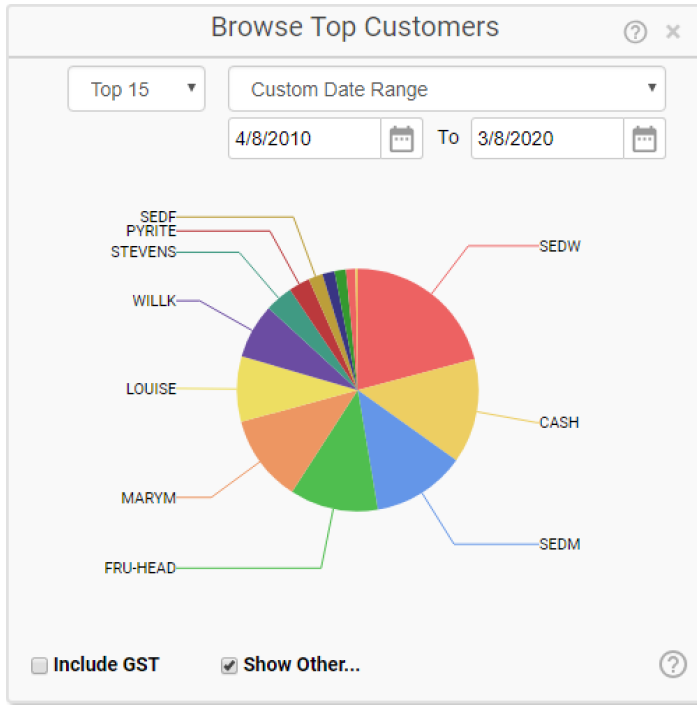 Browse Top Customers
Top 15
Custom Date Range
4/8/2010 To 3/8/2020
SEDF
PYRITE
SEDW
STEVENS
WILLK
LOUISE
CASH
MARYM
SEDM
FRU-HEAD
Include GST
Show Other...